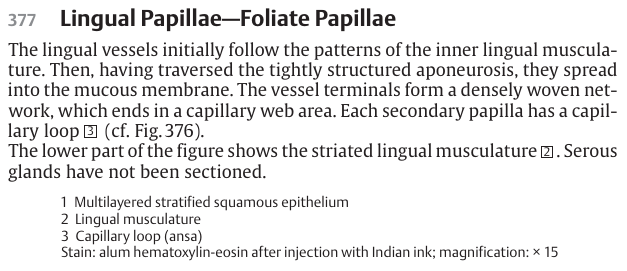 377 Lingual Papillae—Foliate Papillae
The lingual vessels initially follow the patterns of the inner lingual muscula-
ture. Then, having traversed the tightly structured aponeurosis, they spread
into the mucous membrane. The vessel terminals form a densely woven net-
work, which ends in a capillary web area. Each secondary papilla has a capil-
lary loop 3 (cf. Fig. 376).
The lower part of the figure shows the striated lingual musculature 2. Serous
glands have not been sectioned.
1 Multilayered stratified squamous epithelium
2 Lingual musculature
3 Capillary loop (ansa)
Stain: alum hematoxylin-eosin after injection with Indian ink; magnification: × 15